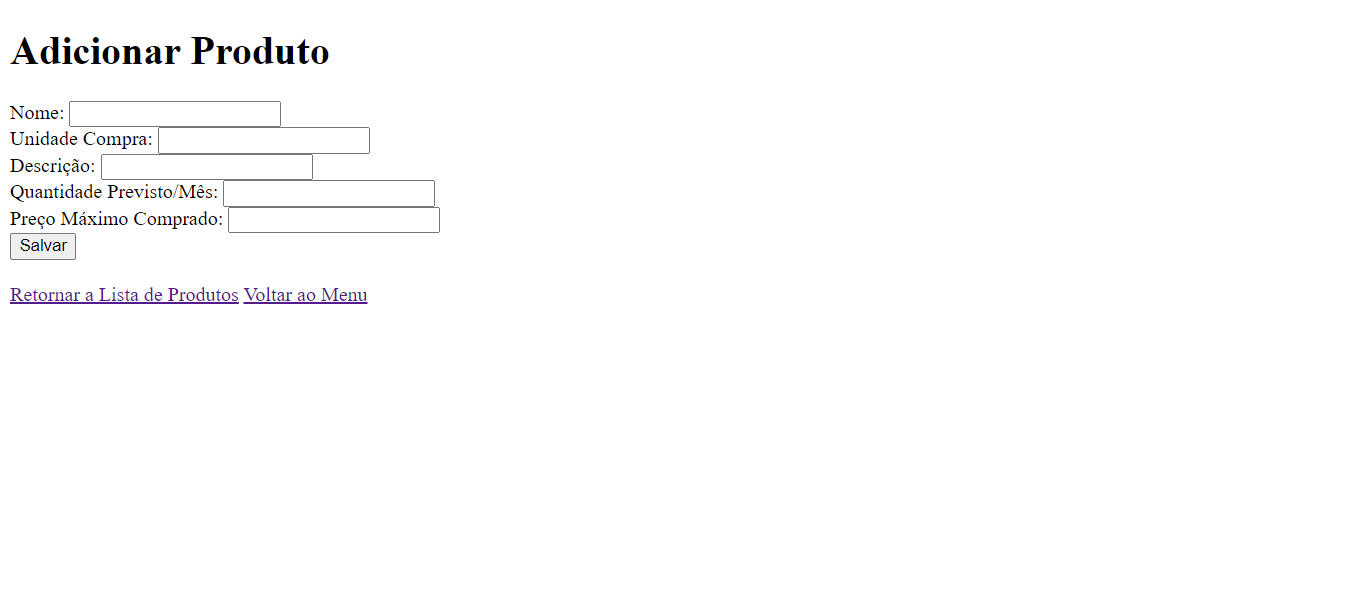 Adicionar Produto
Nome:
Unidade Compra:
Descrição:
Quantidade Previsto/Mês:
Preço Máximo Comprado:
Salvar
Retornar a Lista de Produtos Voltar ao Menu